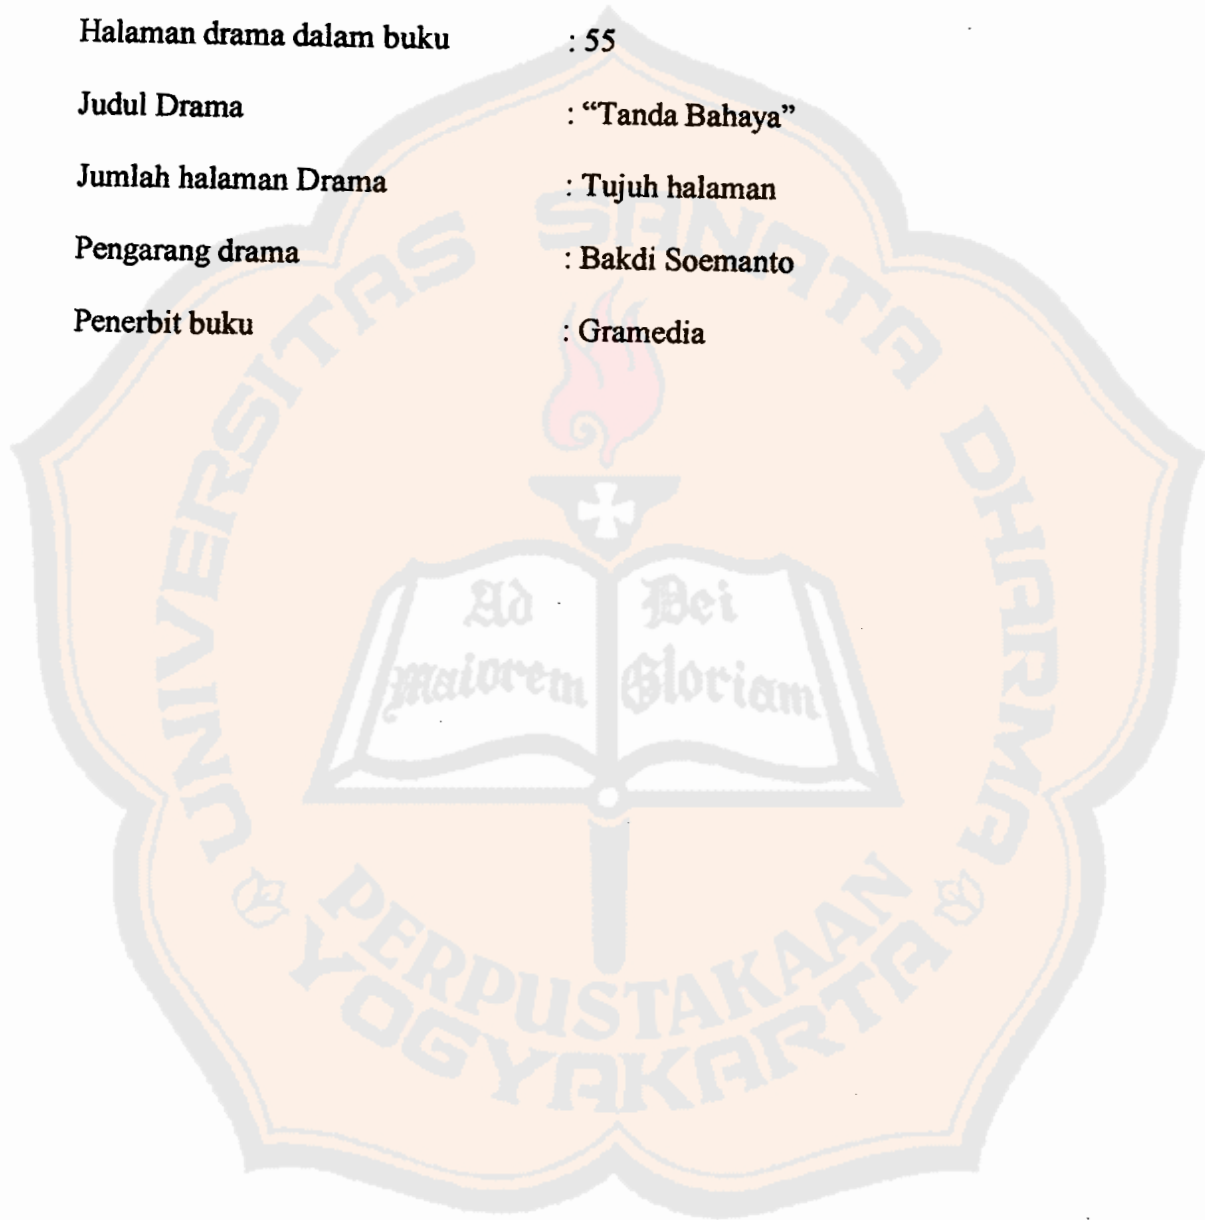 Halaman drama dalam buku : 55
Judul Drama : “Tanda Bahaya”
Jumlah halaman Drama : Tujuh halaman
Pengarang drama : Bakdi Soemanto
Penerbit buku : Gramedia
UNIVERSITAS SANATA DHARMA
Ad Dei
Maiorem Gloriam
PERPUSTAKAAN
YOGYAKARTA